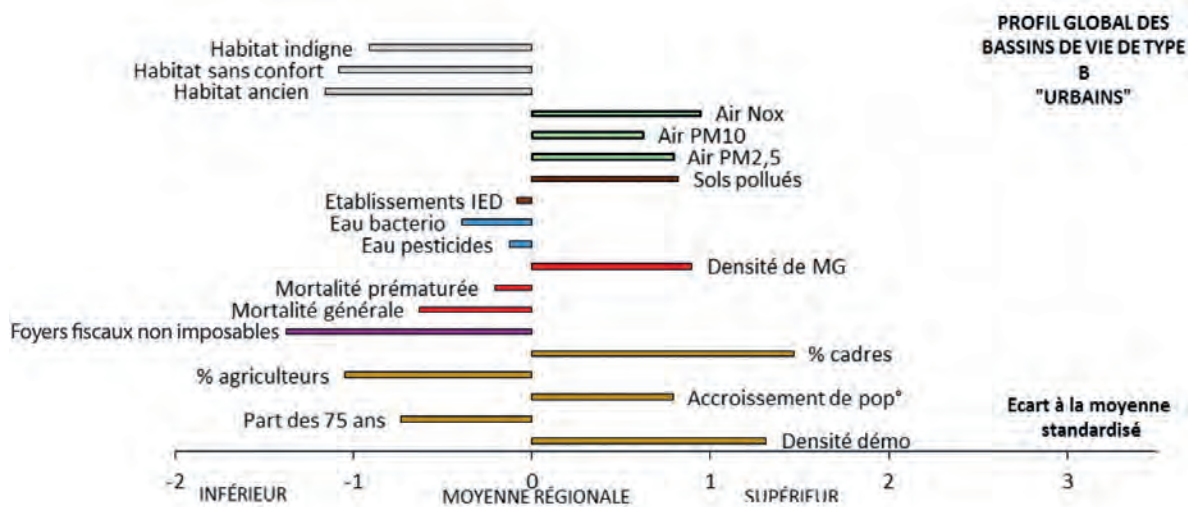 PROFIL GLOBAL DES
BASSINS DE VIE DE TYPE
B
"URBAINS"
Habitat indigne
Habitat sans confort
Habitat ancien
Air Nox
Air PM10
Air PM2,5
Sols pollués
Etablissements IED
Eau bacterio
Eau pesticides
Densité de MG
Mortalité prématurée
Mortalité générale
Foyers fiscaux non imposables
% cadres
% agriculteurs
Accroissement de pop°
Part des 75 ans
Densité démo
Ecart à la moyenne
standardisé
-2 -1 0 1 2 3
INFÉRIEUR MOYENNE RÉGIONALE SUPÉRIEUR